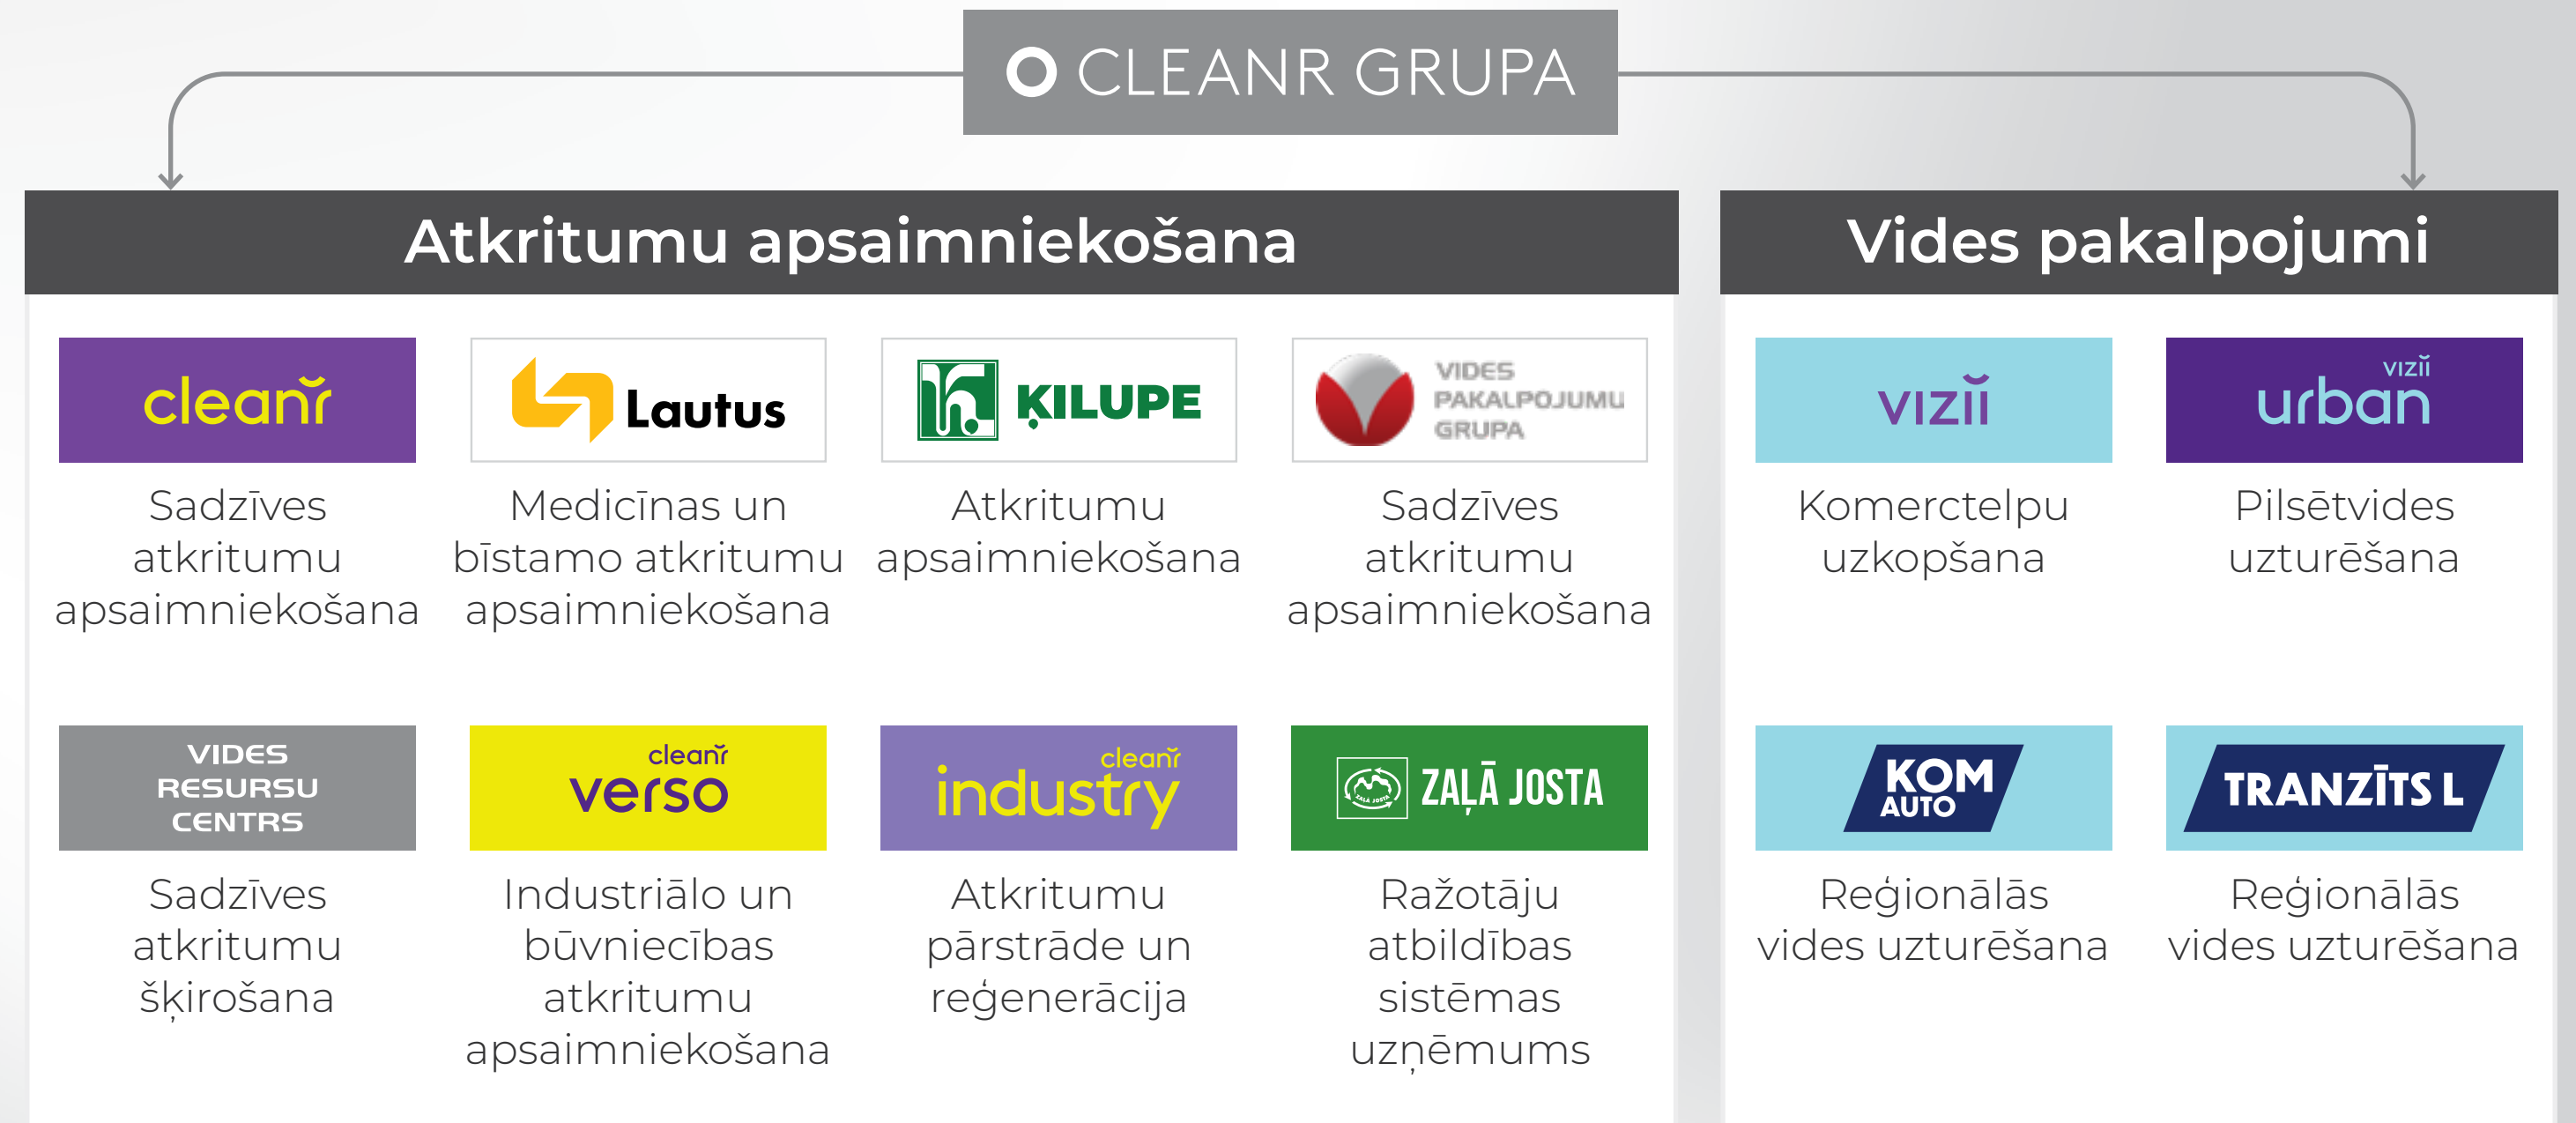 CLEANR GRUPA
Atkritumu apsaimniekošana
cleanr
Sadzīves
atkritumu
apsaimniekošana
Lautus
Medicīnas un
bīstamo atkritumu
apsaimniekošana
ĶILUPE
Atkritumu
apsaimniekošana
VIDES
PAKALPOJUMU
GRUPA
Sadzīves
atkritumu
apsaimniekošana
VIDES
RESURSU
CENTRS
Sadzīves
atkritumu
šķirošana
cleanr
verso
Industriālo un
būvniecības
atkritumu
apsaimniekošana
cleanr
industry
Atkritumu
pārstrāde un
reģenerācija
ZAĻĀ JOSTA
ZAĻĀ JOSTA
Ražotāju
atbildības
sistēmas
uzņēmums
Vides pakalpojumi
vizii
Komerctelpu
uzkopšana
vizii
urban
Pilsētvides
uzturēšana
KOM
AUTO
Reģionālās
vides uzturēšana
TRANZĪTS L
Reģionālās
vides uzturēšana